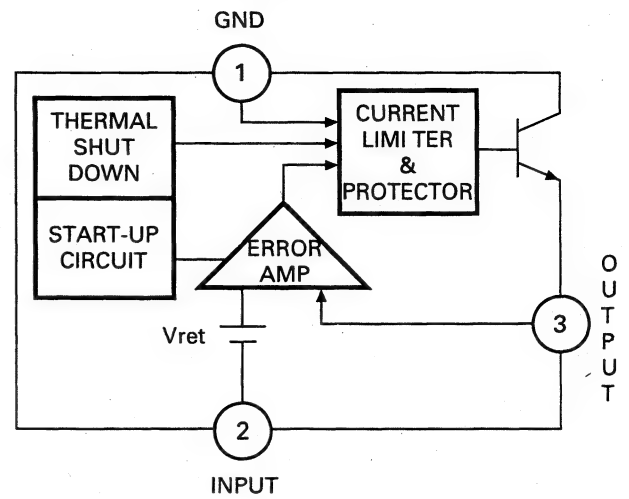 GND
1
THERMAL
SHUT
DOWN
CURRENT
LIMI TER
&
PROTECTOR
START-UP
CIRCUIT
ERROR
AMP
Vret
3
O
U
T
P
U
T
2
INPUT